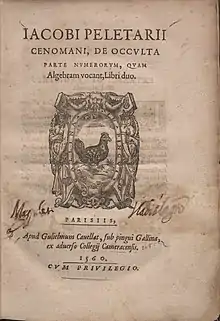 IACOBI PELETARII
CENOMANI, DE OCCVLTA
PARTE NVMERORVM, QVAM
Algebram vocant, Libri duo.
PARISIIS,
Apud Gulielmum Cauellat, sub pingui Gallina,
ex aduerso Collegij Cameracensis.
1560.
CVM PRIVILEGIO.